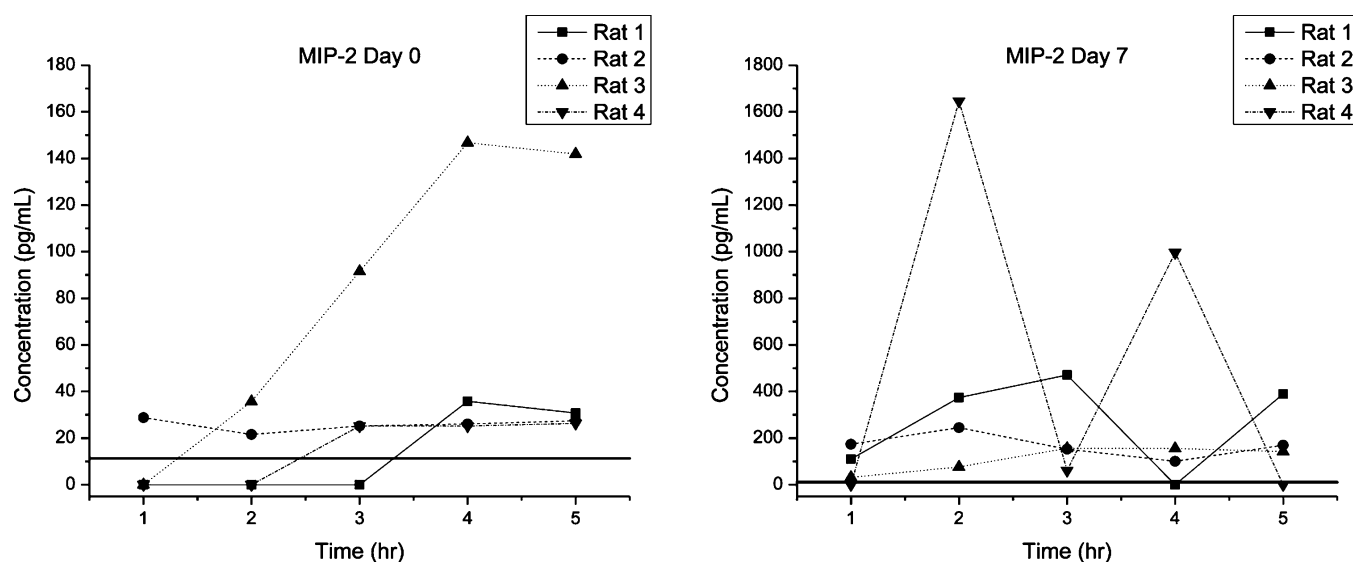 MIP-2 Day 0
Rat 1
Rat 2
Rat 3
Rat 4
Concentration (pg/mL)
180
160
140
120
100
80
60
40
20
0
1 2 3 4 5
Time (hr)
MIP-2 Day 7
Rat 1
Rat 2
Rat 3
Rat 4
Concentration (pg/mL)
1800
1600
1400
1200
1000
800
600
400
200
0
1 2 3 4 5
Time (hr)